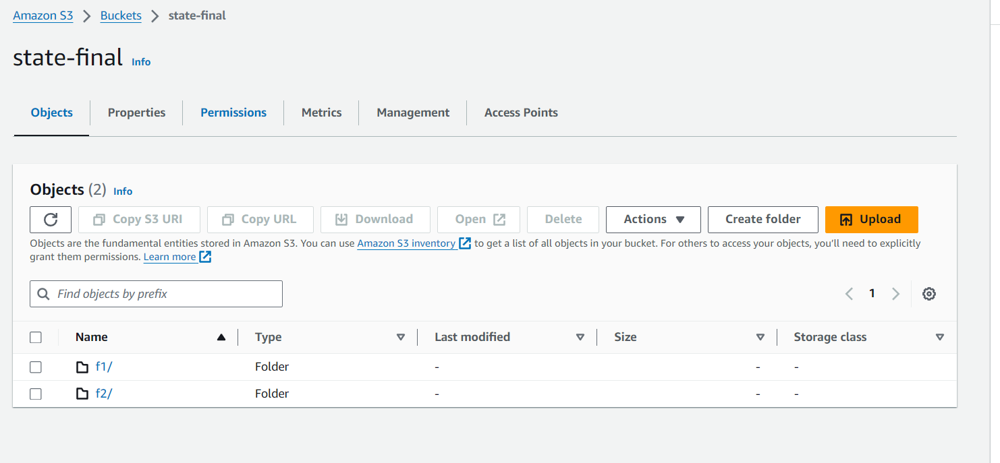 Amazon S3 > Buckets > state-final
state-final Info
Objects Properties Permissions Metrics Management Access Points
Objects (2) Info
Copy S3 URI Copy URL Download Open Delete Actions Create folder Upload
Objects are the fundamental entities stored in Amazon S3. You can use Amazon S3 inventory to get a list of all objects in your bucket. For others to access your objects, you'll need to explicitly
grant them permissions. Learn more
Find objects by prefix 1
Name Type Last modified Size Storage class
f1/ Folder - - -
f2/ Folder - - -